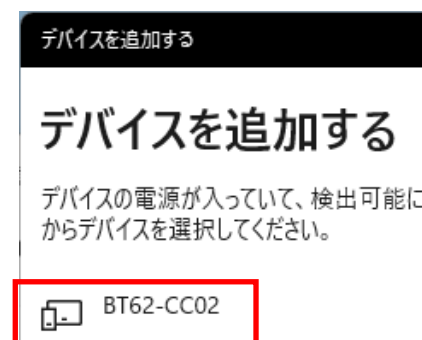 デバイスを追加する
デバイスを追加する
デバイスの電源が入っていて、検出可能に
からデバイスを選択してください。
BT62-CC02